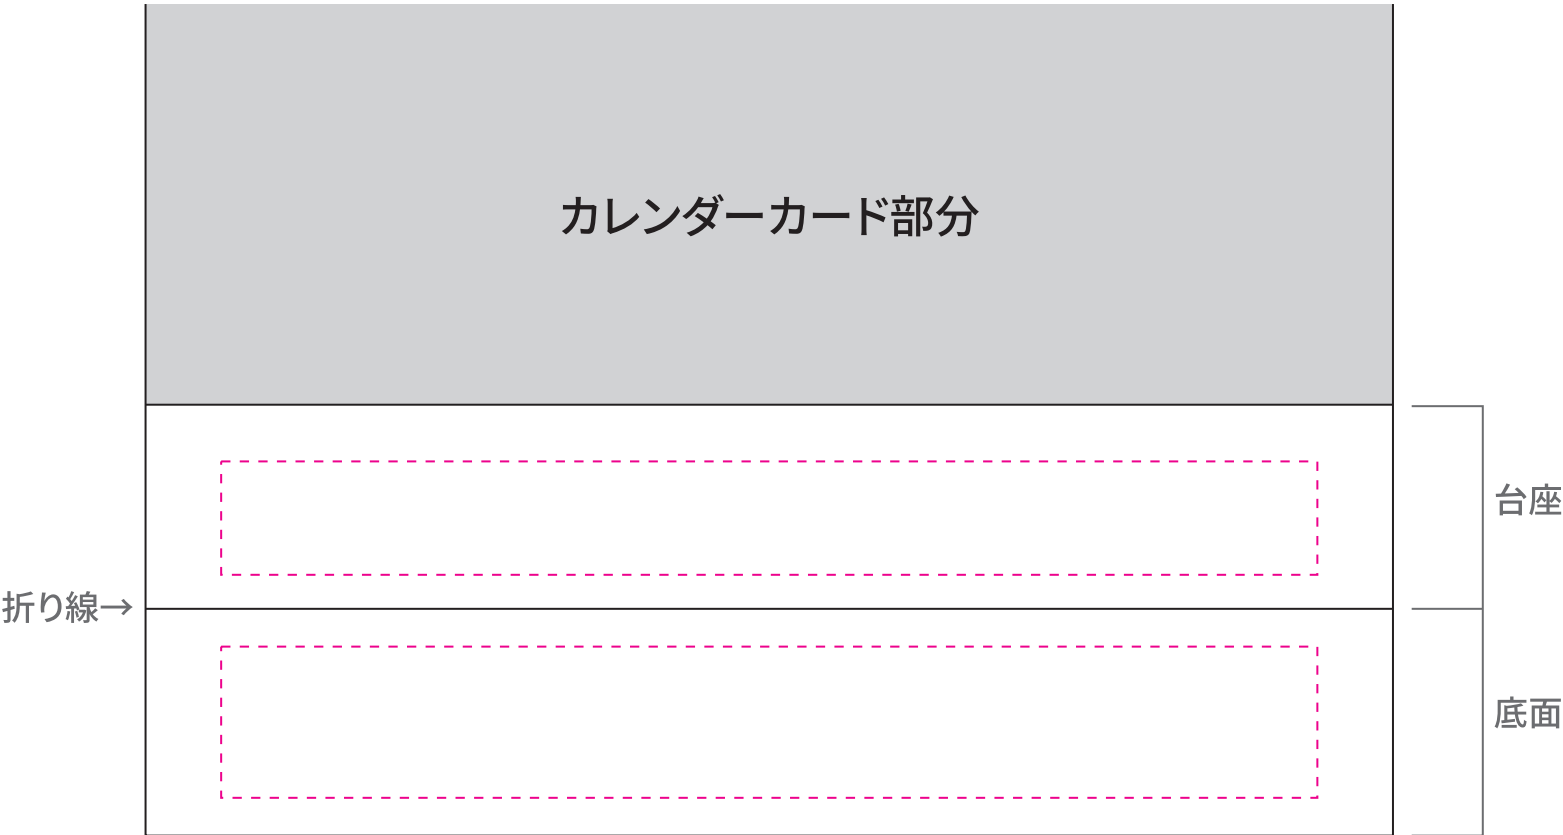 カレンダーカード部分
台座
折り線→
底面